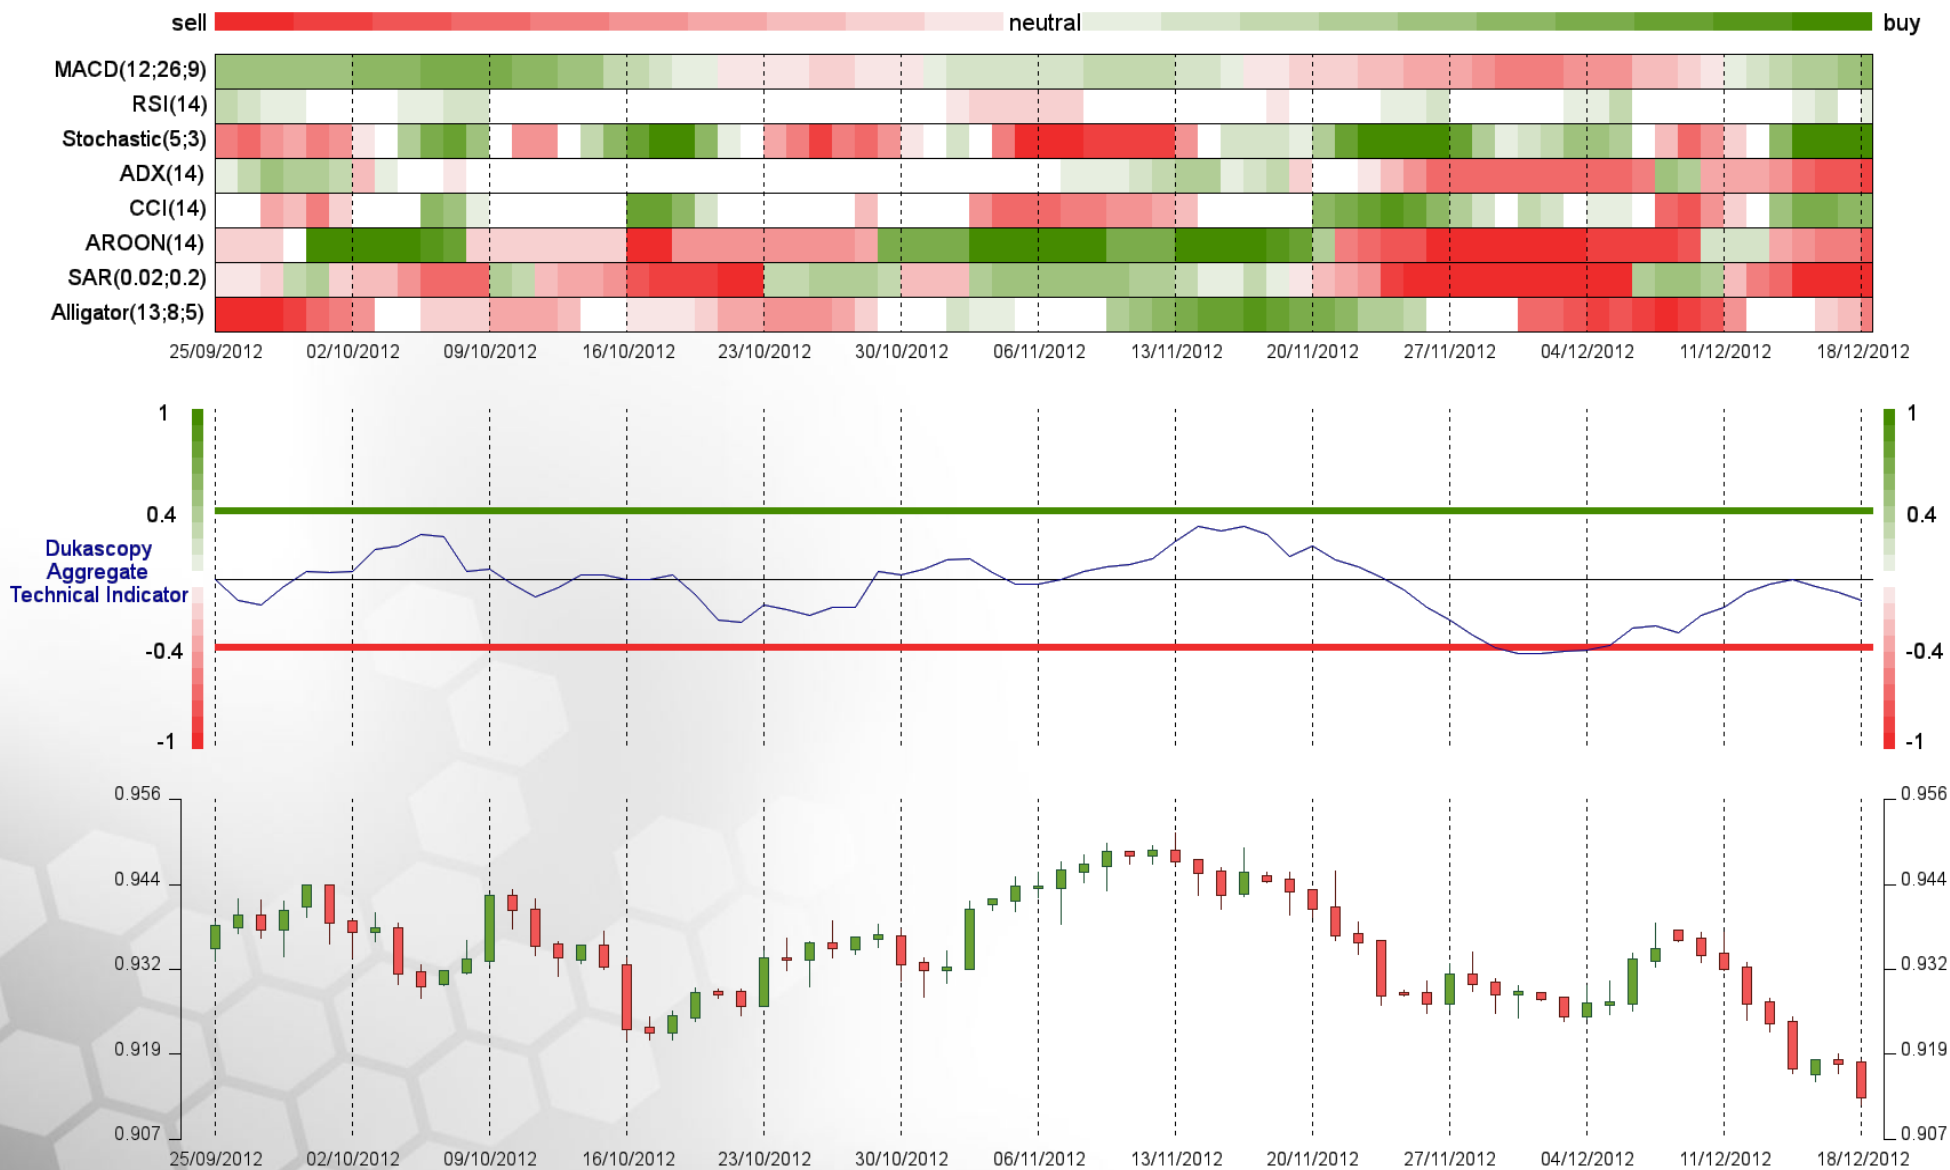 sell neutral buy
MACD(12;26;9)
RSI(14)
Stochastic(5;3)
ADX(14)
CCI(14)
AROON(14)
SAR(0.02;0.2)
Alligator(13;8;5)
25/09/2012 02/10/2012 09/10/2012 16/10/2012 23/10/2012 30/10/2012 06/11/2012 13/11/2012 20/11/2012 27/11/2012 04/12/2012 11/12/2012 18/12/2012
1 1
0.4 0.4
Dukascopy
Aggregate
Technical Indicator
-0.4 -0.4
-1 -1
0.956 0.956
0.944 0.944
0.932 0.932
0.919 0.919
0.907 0.907
25/09/2012 02/10/2012 09/10/2012 16/10/2012 23/10/2012 30/10/2012 06/11/2012 13/11/2012 20/11/2012 27/11/2012 04/12/2012 11/12/2012 18/12/2012